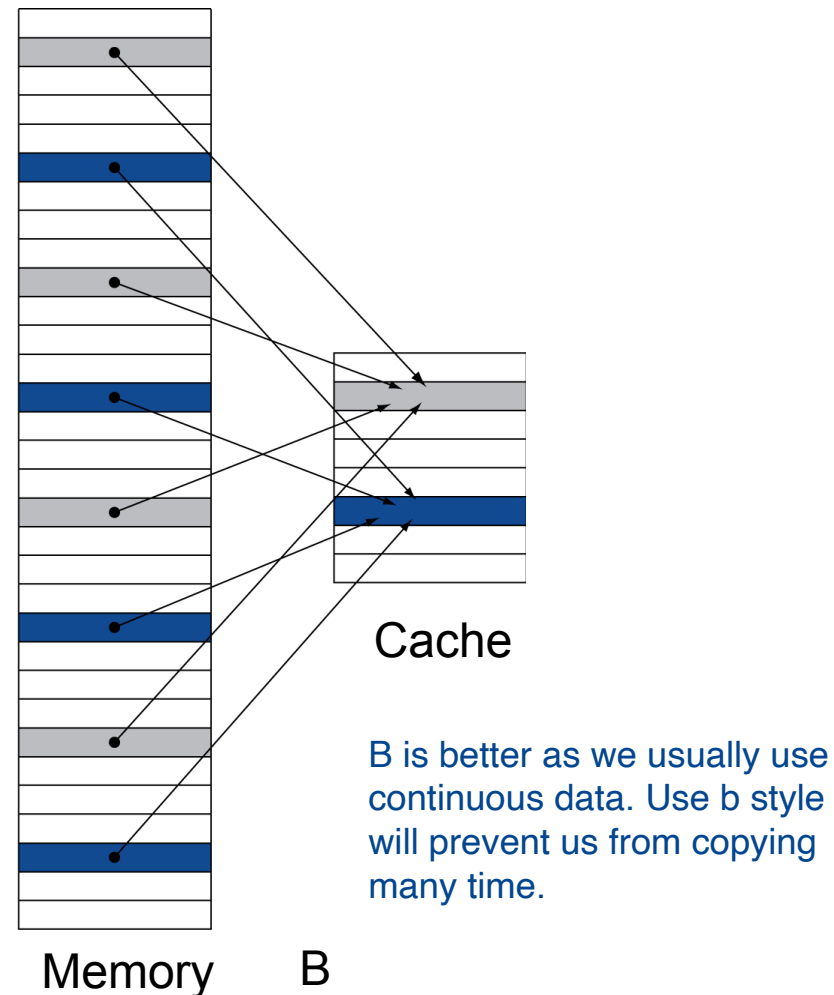 Cache
B is better as we usually use
continuous data. Use b style
will prevent us from copying
many time.
Memory B